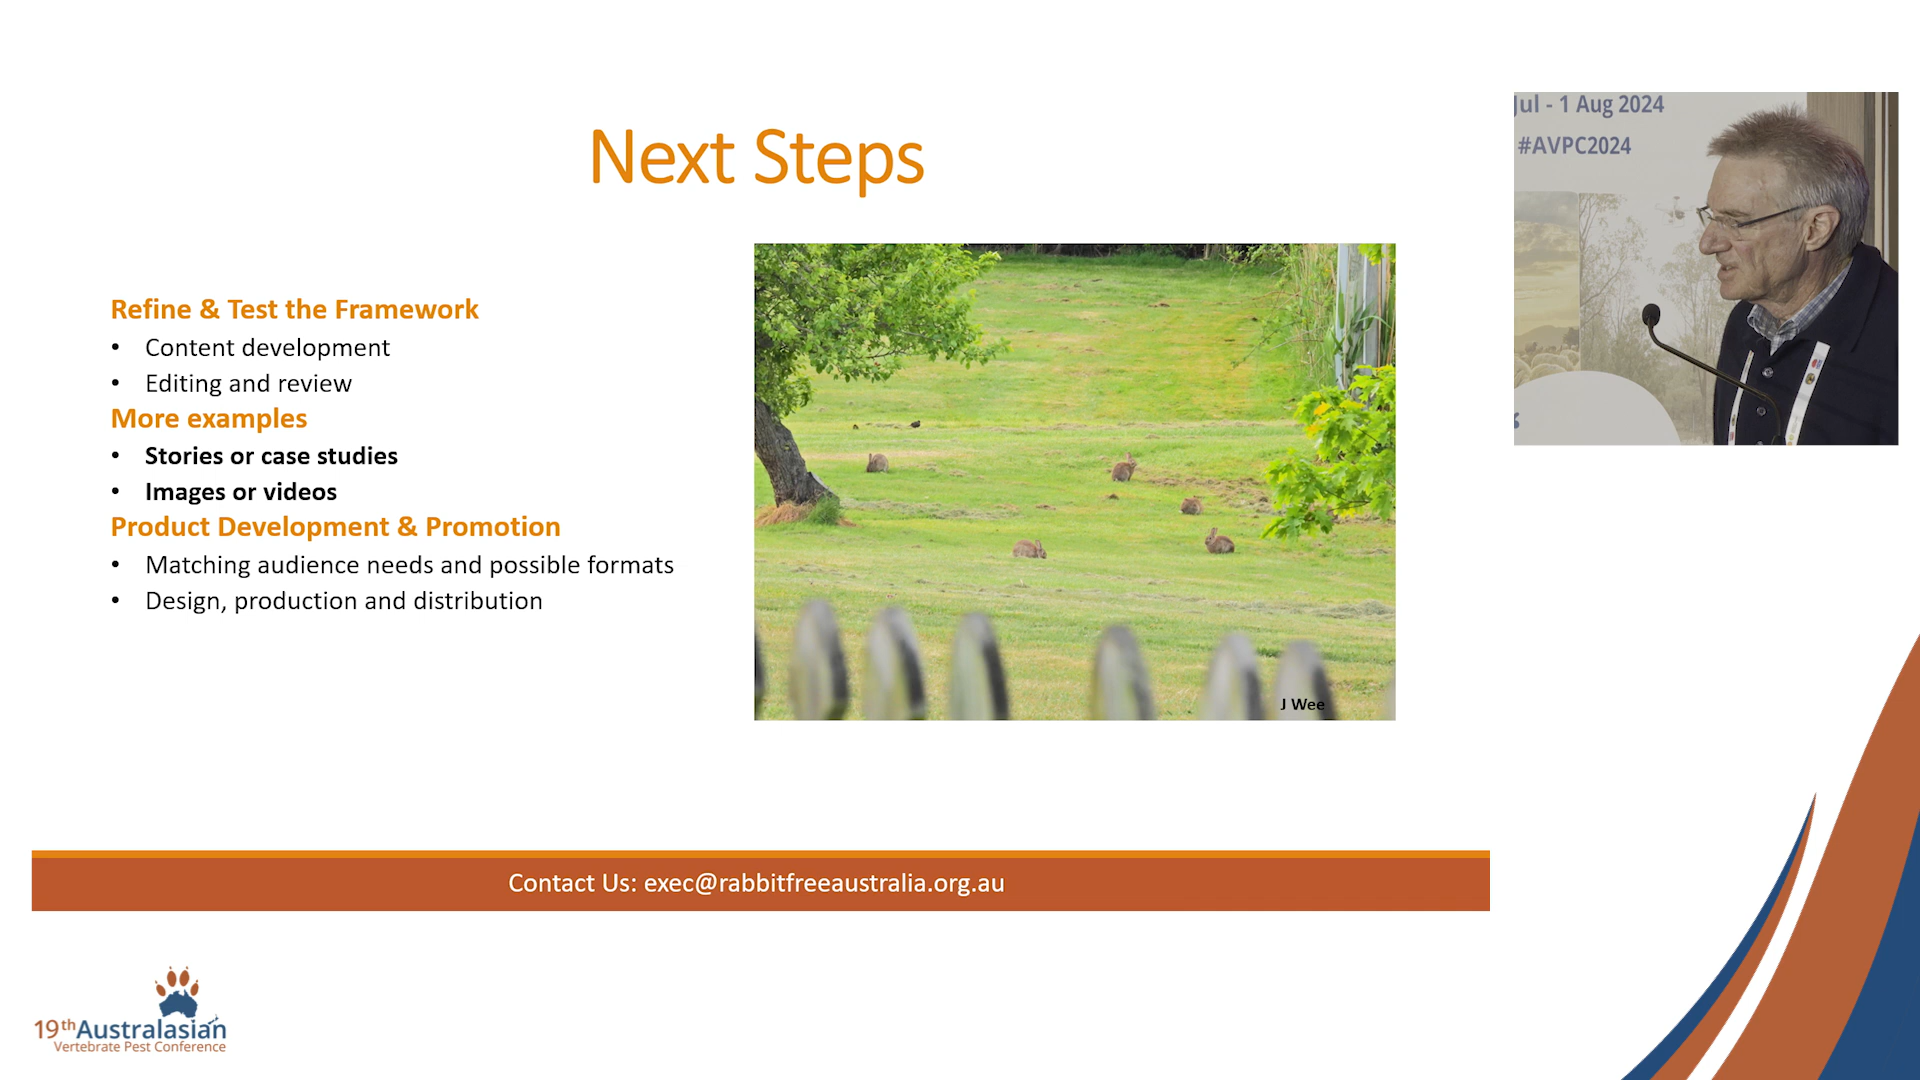 Next Steps
Refine & Test the Framework
• Content development
• Editing and review
More examples
• Stories or case studies
• Images or videos
Product Development & Promotion
• Matching audience needs and possible formats
• Design, production and distribution
J Wee
Contact Us: exec@rabbitfreeaustralia.org.au
Jul - 1 Aug 2024
#AVPC2024
19th Australasian
Vertebrate Pest Conference